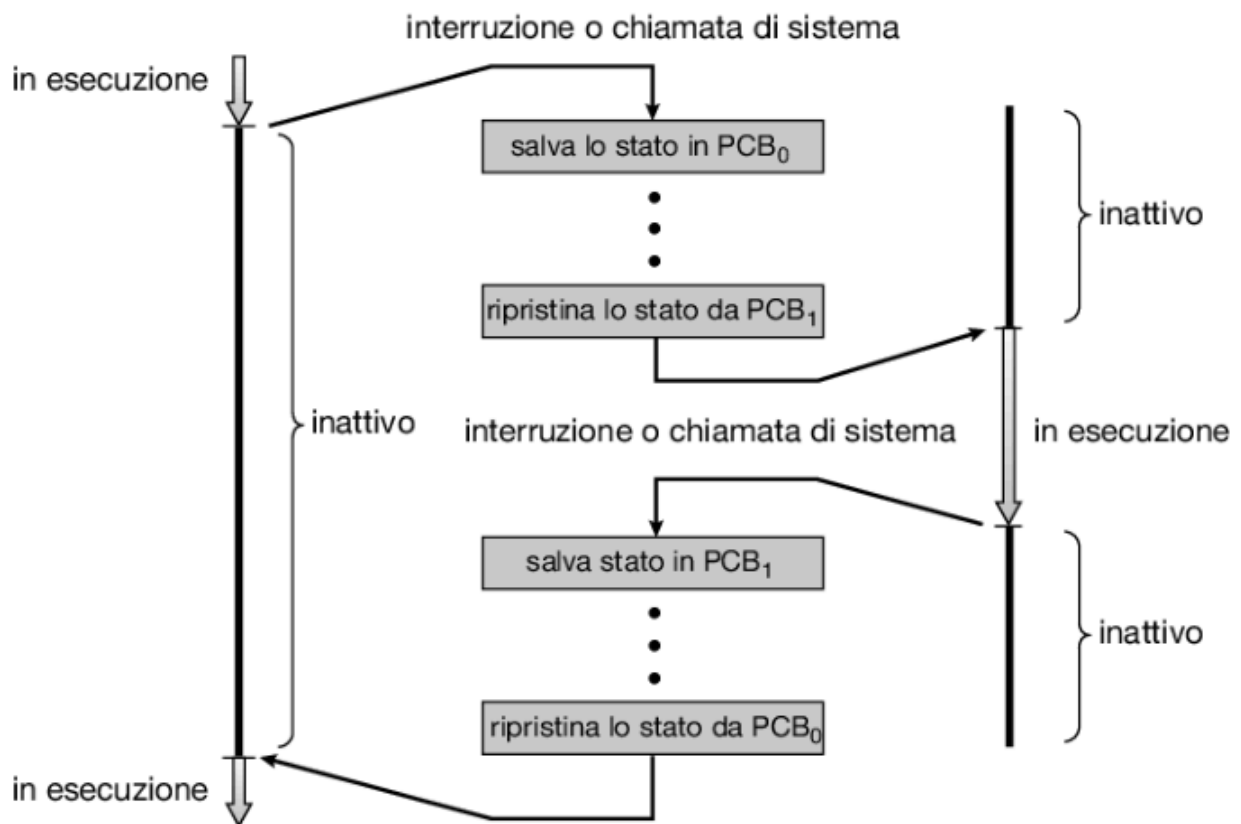 interruzione o chiamata di sistema
in esecuzione
salva lo stato in PCB₀
inattivo
ripristina lo stato da PCB₁
inattivo
interruzione o chiamata di sistema
in esecuzione
salva stato in PCB₁
inattivo
ripristina lo stato da PCB₀
in esecuzione